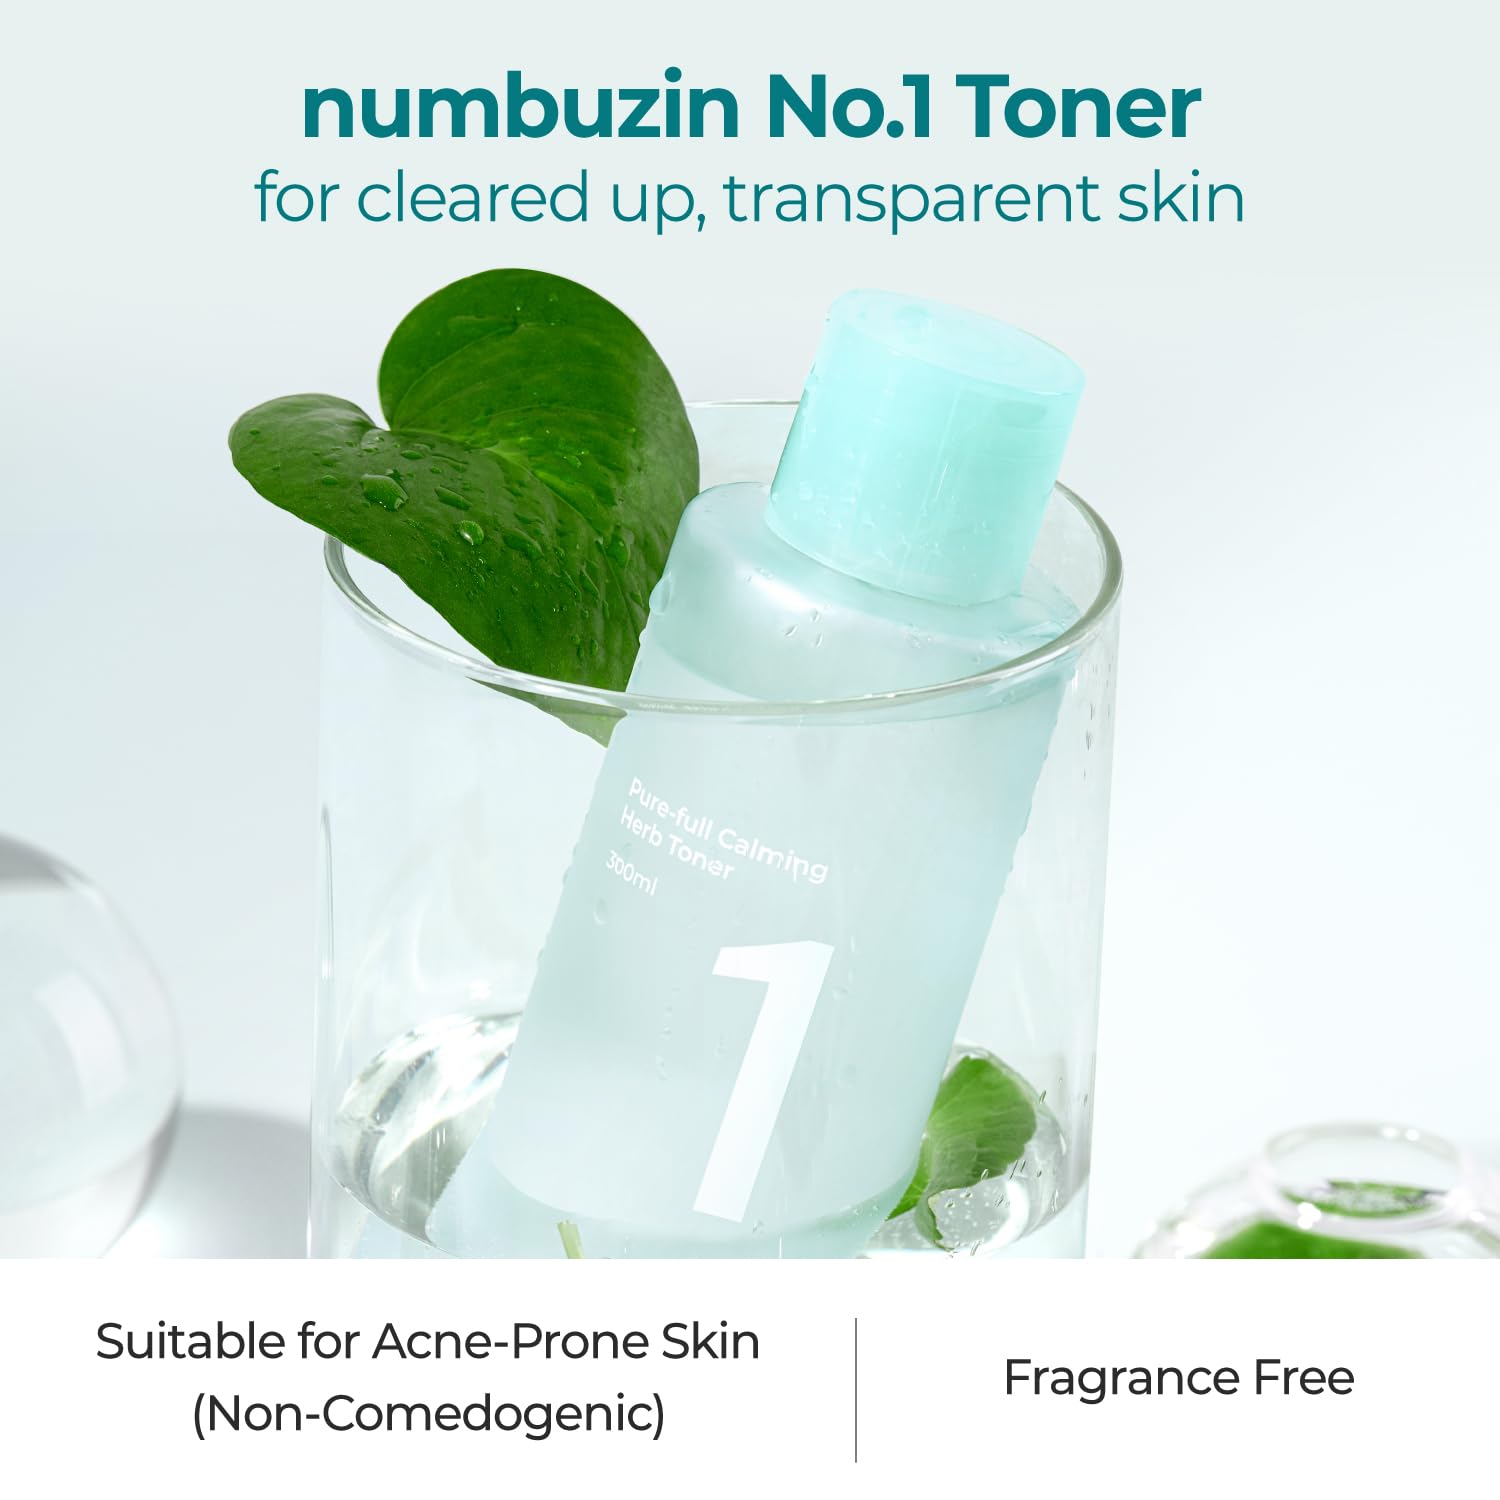 numbuzin No.1 Toner
for cleared up, transparent skin
Pure-full Calming
Herb Toner
300ml
1
Suitable for Acne-Prone Skin
(Non-Comedogenic)
Fragrance Free